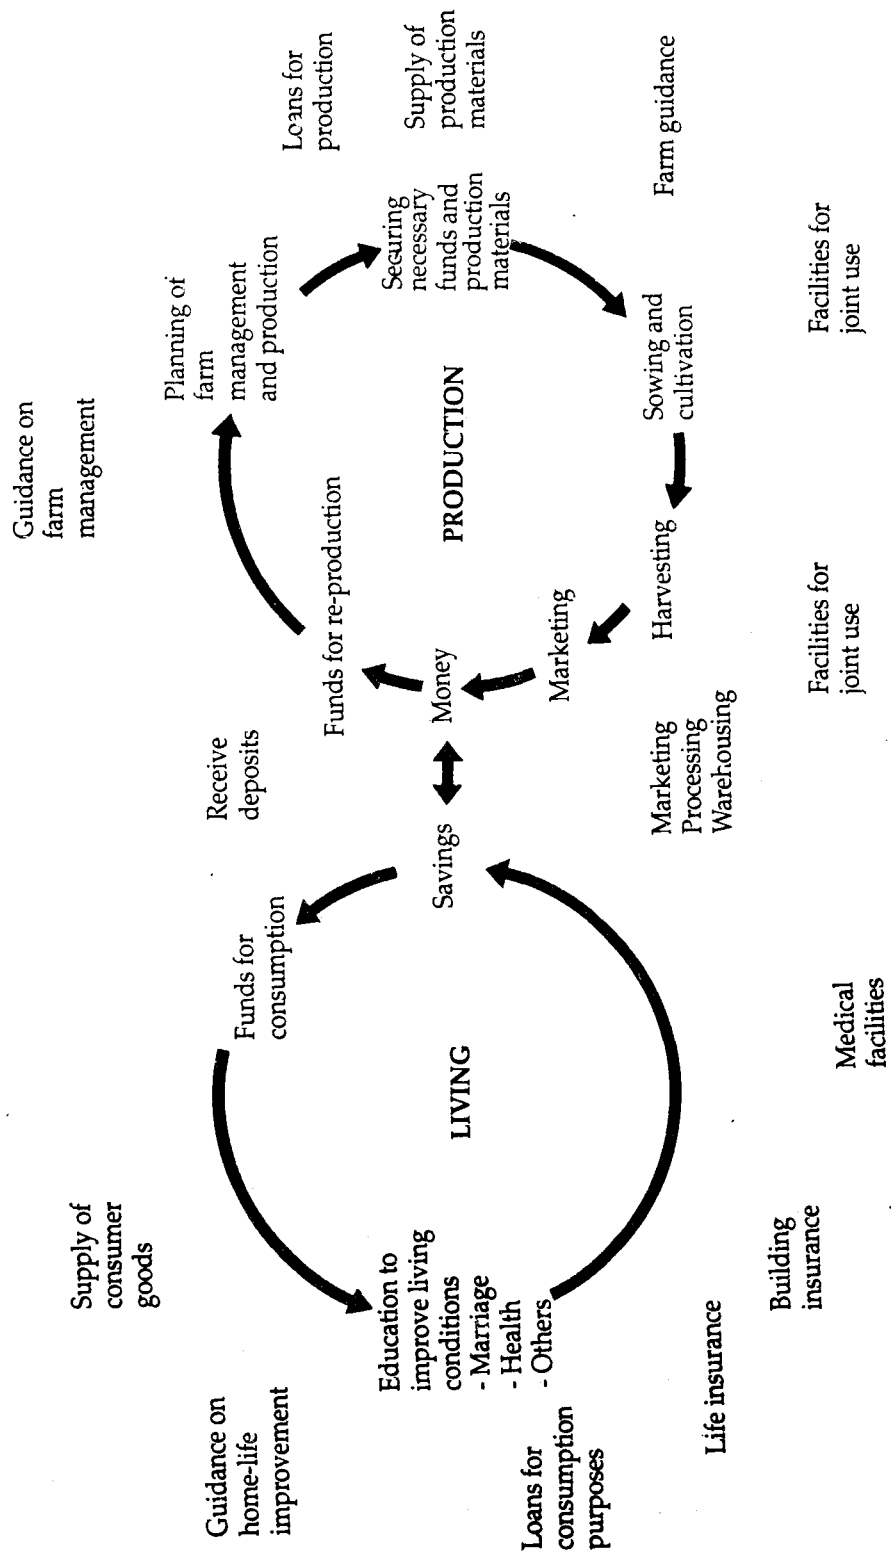 Guidance on
farm
management
Supply of
consumer
goods
Guidance on
home-life
improvement
Funds for
consumption
Receive
deposits
Funds for re-production
Planning of
farm
management
and production
Loans for
production
Education to
improve living
conditions
- Marriage
- Health
- Others
LIVING
Savings
Money
PRODUCTION
Securing
necessary
funds and
production
materials
Supply of
production
materials
Loans for
consumption
purposes
Marketing
Harvesting
Sowing and
cultivation
Farm guidance
Marketing
Processing
Warehousing
Life insurance
Building
insurance
Medical
facilities
Facilities for
joint use
Facilities for
joint use